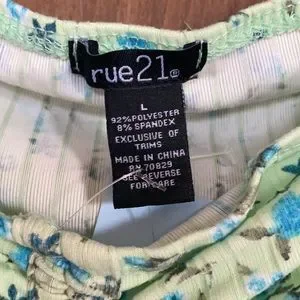 rue21®
L
92%POLYESTER
8% SPANDEX
EXCLUSIVE OF
TRIMS
MADE IN CHINA
RN 70829
SEE REVERSE
FOR CARE